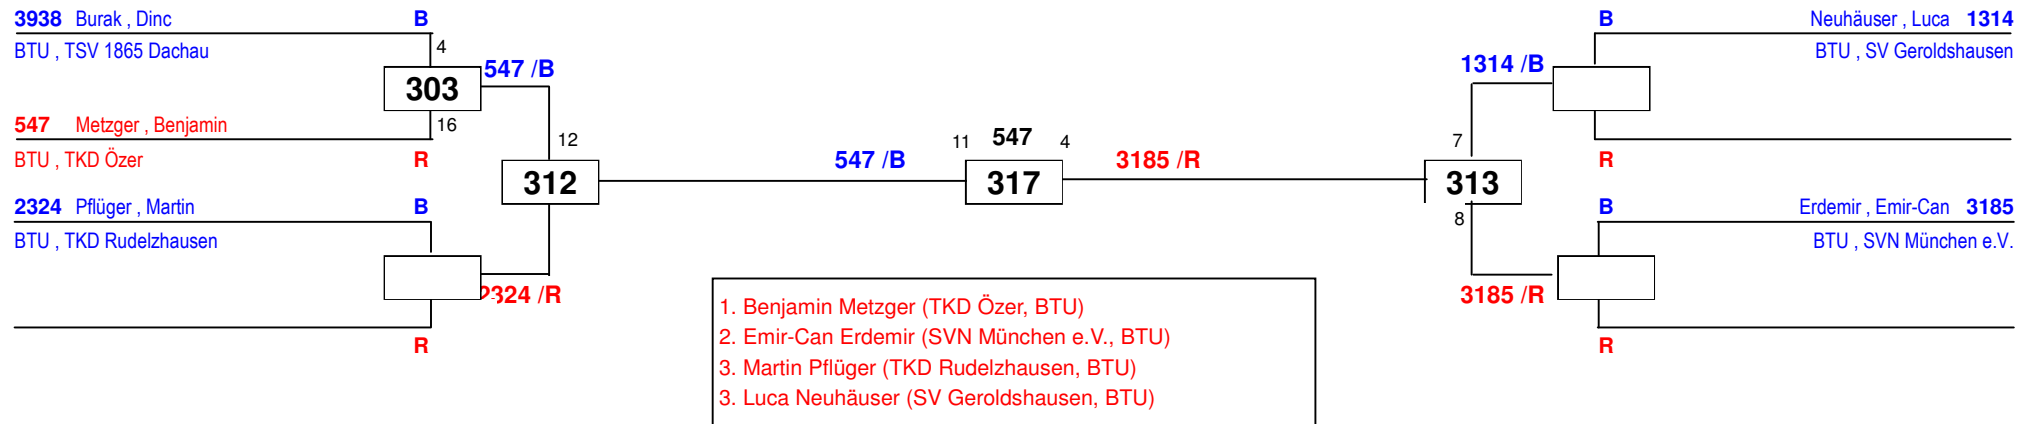 3938 Burak , Dinc B
BTU , TSV 1865 Dachau
4
303
547 /B
547 Metzger , Benjamin
16
BTU , TKD Özer R
12
312
2324 Pflüger , Martin B
BTU , TKD Rudelzhausen
2324 /R
R
547 /B
11 547 4
317
3185 /R
B Neuhäuser , Luca 1314
BTU , SV Geroldshausen
1314 /B
7
R
313
8
B Erdemir , Emir-Can 3185
BTU , SVN München e.V.
3185 /R
R
1. Benjamin Metzger (TKD Özer, BTU)
2. Emir-Can Erdemir (SVN München e.V., BTU)
3. Martin Pflüger (TKD Rudelzhausen, BTU)
3. Luca Neuhäuser (SV Geroldshausen, BTU)